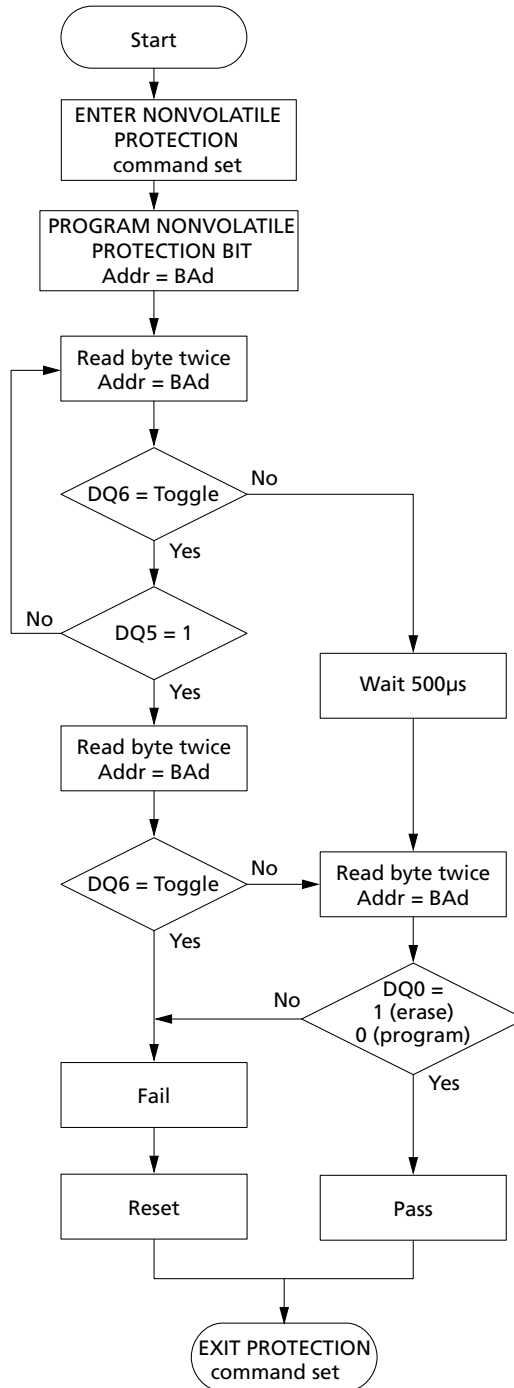 Start
ENTER NONVOLATILE
PROTECTION
command set
PROGRAM NONVOLATILE
PROTECTION BIT
Addr = BAd
Read byte twice
Addr = BAd
DQ6 = Toggle
No
Yes
DQ5 = 1
No
Yes
Wait 500µs
Read byte twice
Addr = BAd
DQ6 = Toggle
No
Yes
Read byte twice
Addr = BAd
DQ0 =
1 (erase)
0 (program)
No
Yes
Fail
Reset
Pass
EXIT PROTECTION
command set